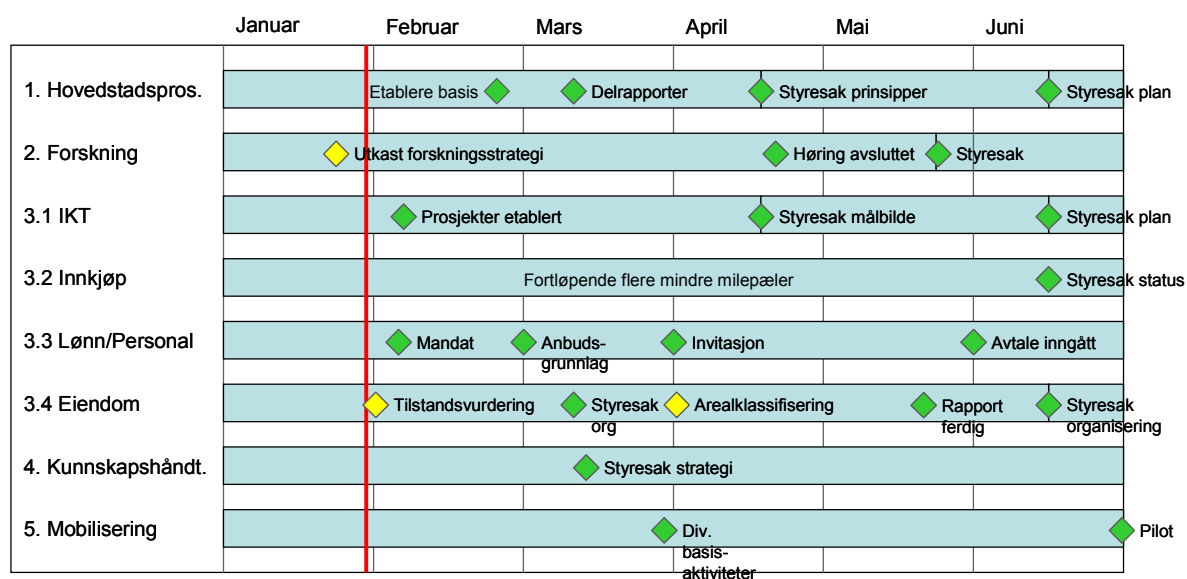 Januar Februar Mars April Mai Juni
1. Hovedstadspros. Etablere basis Delrapporter Styresak prinsipper Styresak plan
2. Forskning Utkast forskningsstrategi Høring avsluttet Styresak
3.1 IKT Prosjekter etablert Styresak målbilde Styresak plan
3.2 Innkjøp Fortløpende flere mindre milepæler Styresak status
3.3 Lønn/Personal Mandat Anbuds- Invitasjon Avtale inngått
grunnlag
3.4 Eiendom Tilstandsvurdering Styresak Arealklassifisering Rapport Styresak
org ferdig organisering
4. Kunnskapshåndt. Styresak strategi
5. Mobilisering Div. Pilot
basis-
aktiviteter